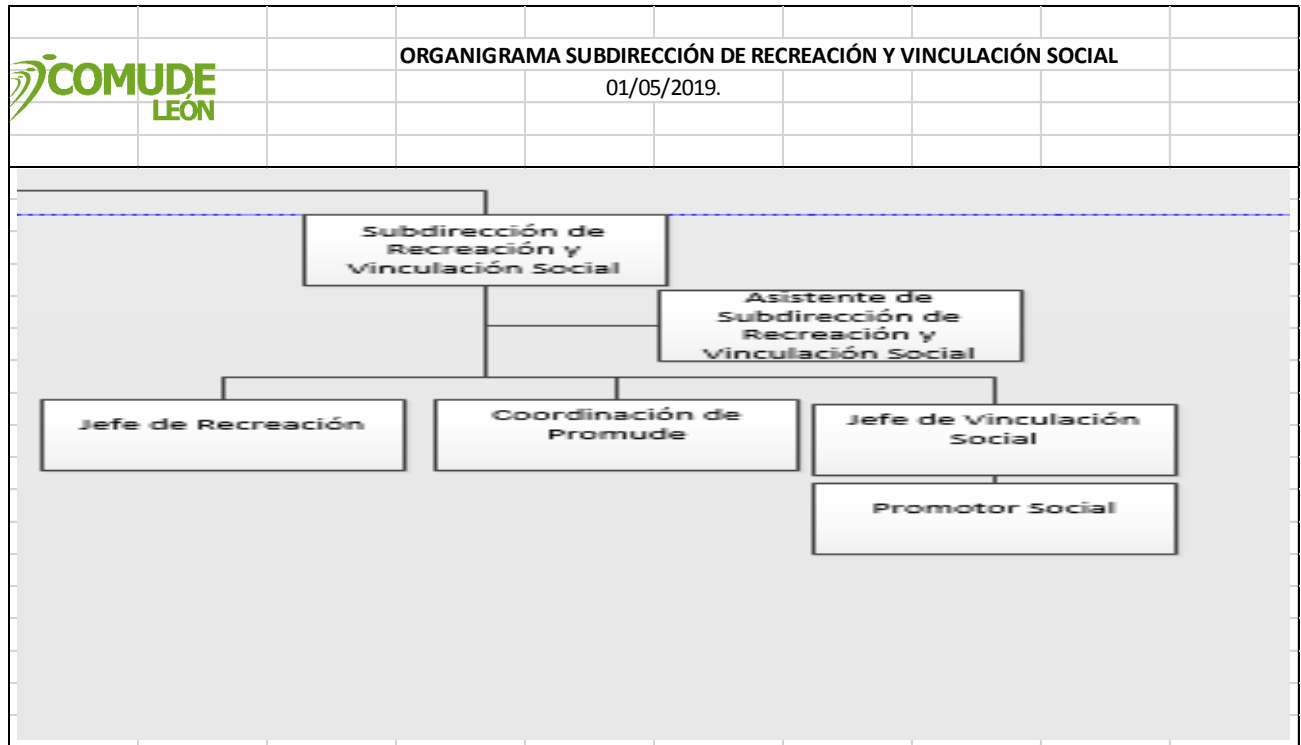 COMUDE
LEÓN
ORGANIGRAMA SUBDIRECCIÓN DE RECREACIÓN Y VINCULACIÓN SOCIAL
01/05/2019.
Subdirección de
Recreación y
Vinculación Social
Asistente de
Subdirección de
Recreación y
Vinculación Social
Jefe de Recreación
Coordinación de
Promude
Jefe de Vinculación
Social
Promotor Social